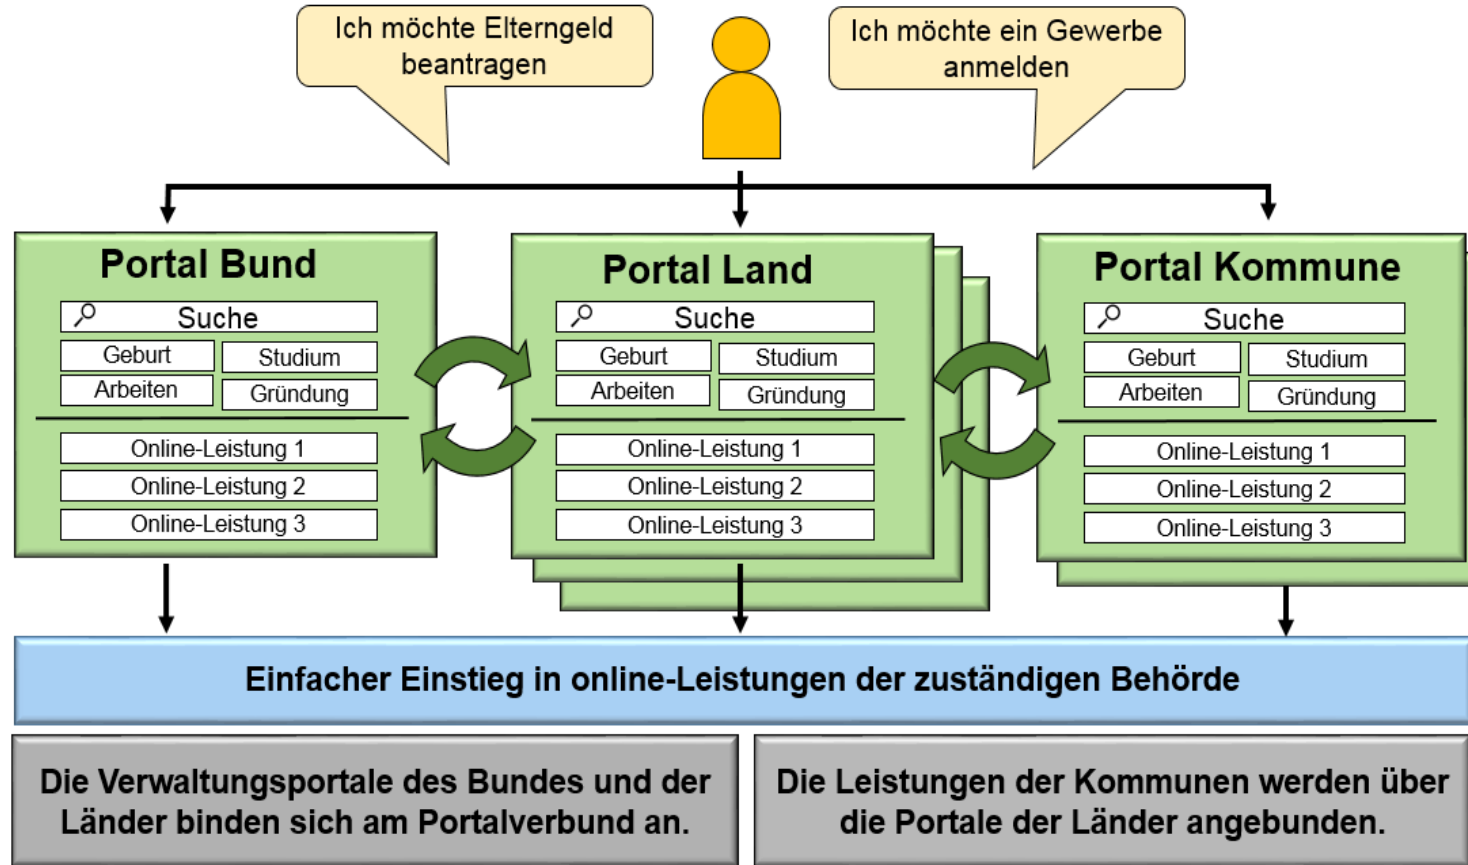 Ich möchte Elterngeld
beantragen
Ich möchte ein Gewerbe
anmelden
Portal Bund
Suche
Geburt
Studium
Arbeiten
Gründung
Online-Leistung 1
Online-Leistung 2
Online-Leistung 3
Portal Land
Suche
Geburt
Studium
Arbeiten
Gründung
Online-Leistung 1
Online-Leistung 2
Online-Leistung 3
Portal Kommune
Suche
Geburt
Studium
Arbeiten
Gründung
Online-Leistung 1
Online-Leistung 2
Online-Leistung 3
Einfacher Einstieg in online-Leistungen der zuständigen Behörde
Die Verwaltungsportale des Bundes und der
Länder binden sich am Portalverbund an.
Die Leistungen der Kommunen werden über
die Portale der Länder angebunden.